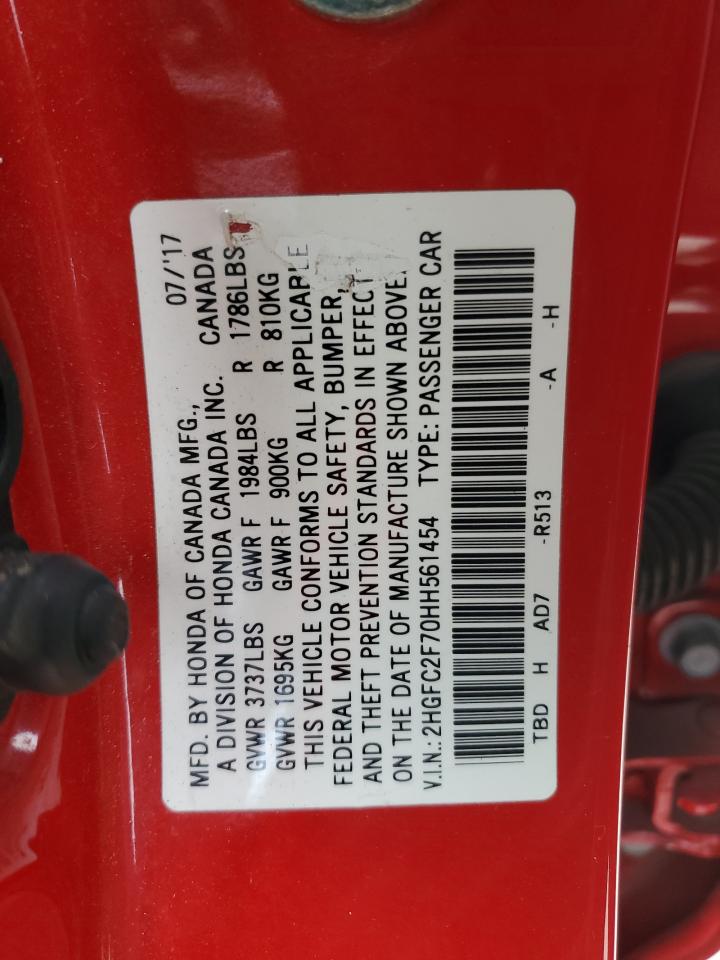 MFD. BY HONDA OF CANADA MFG., 07/'17
A DIVISION OF HONDA CANADA INC. CANADA
GVWR 3737LBS GAWR F 1984LBS R 1786LBS
GVWR 1695KG GAWR F 900KG R 810KG
THIS VEHICLE CONFORMS TO ALL APPLICABLE
FEDERAL MOTOR VEHICLE SAFETY, BUMPER,
AND THEFT PREVENTION STANDARDS IN EFFECT
ON THE DATE OF MANUFACTURE SHOWN ABOVE.
V.I.N.: 2HGFC2F70HH561454 TYPE: PASSENGER CAR
TBD H AD7 -R513 -A -H